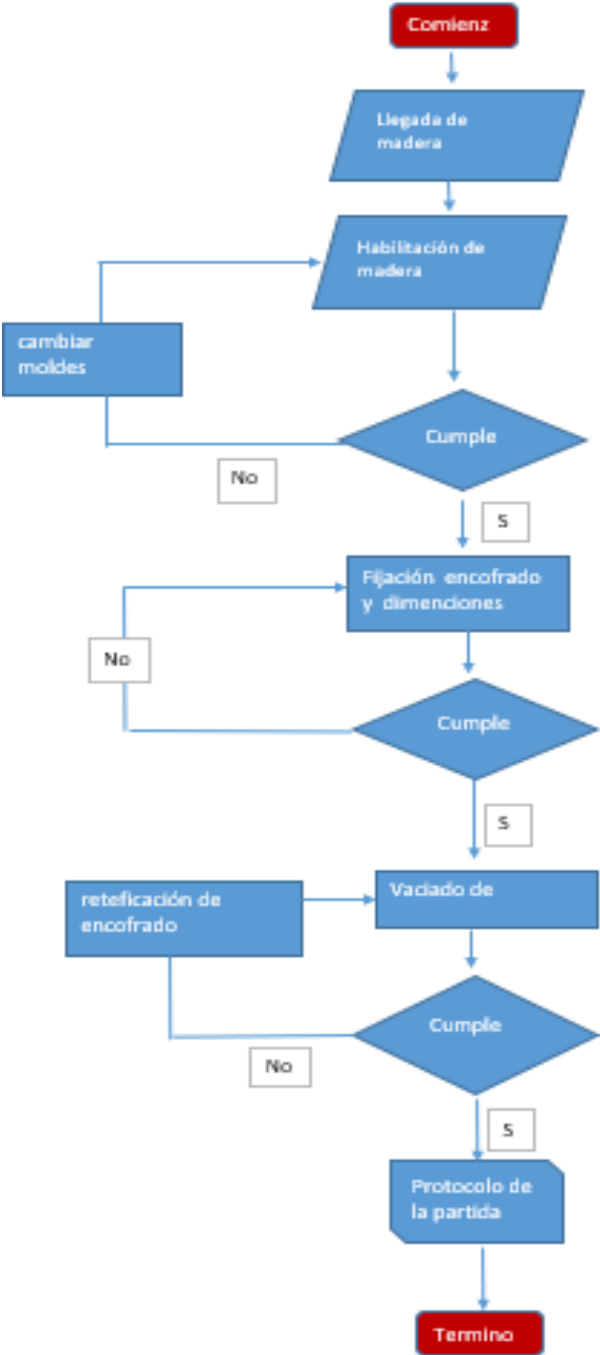 Comienz
Llegada de
madera
Habilitación de
madera
cambiar
moldes
Cumple
No
S
Fijación encofrado
y dimenciones
No
Cumple
S
reteficación de
encofrado
Vaciado de
Cumple
No
S
Protocolo de
la partida
Termino